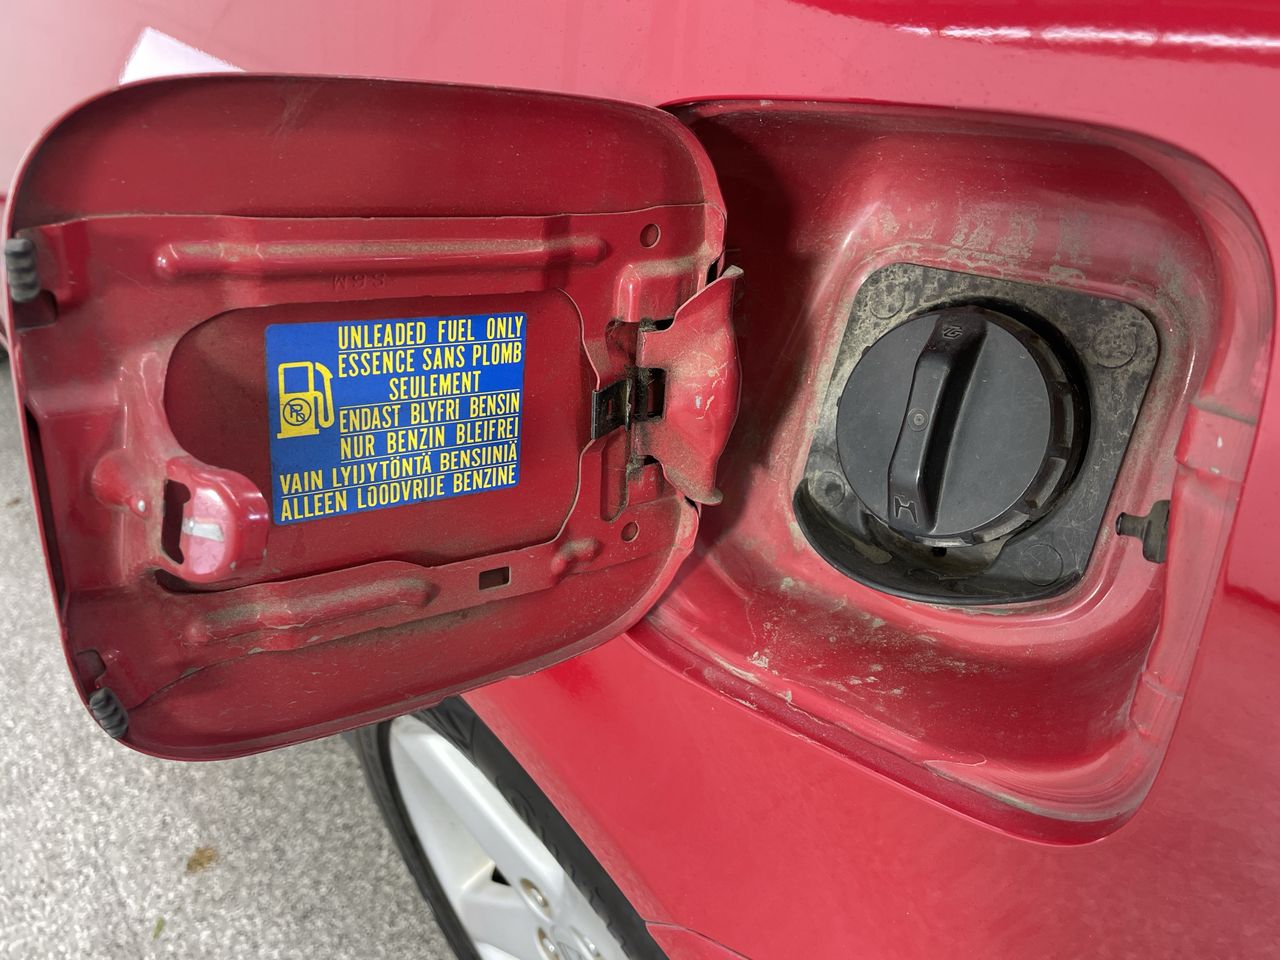 UNLEADED FUEL ONLY
ESSENCE SANS PLOMB
SEULEMENT
ENDAST BLYFRI BENSIN
NUR BENZIN BLEIFREI
VAIN LYIJYTÖNTÄ BENSIINIÄ
ALLEEN LOODVRIJE BENZINE